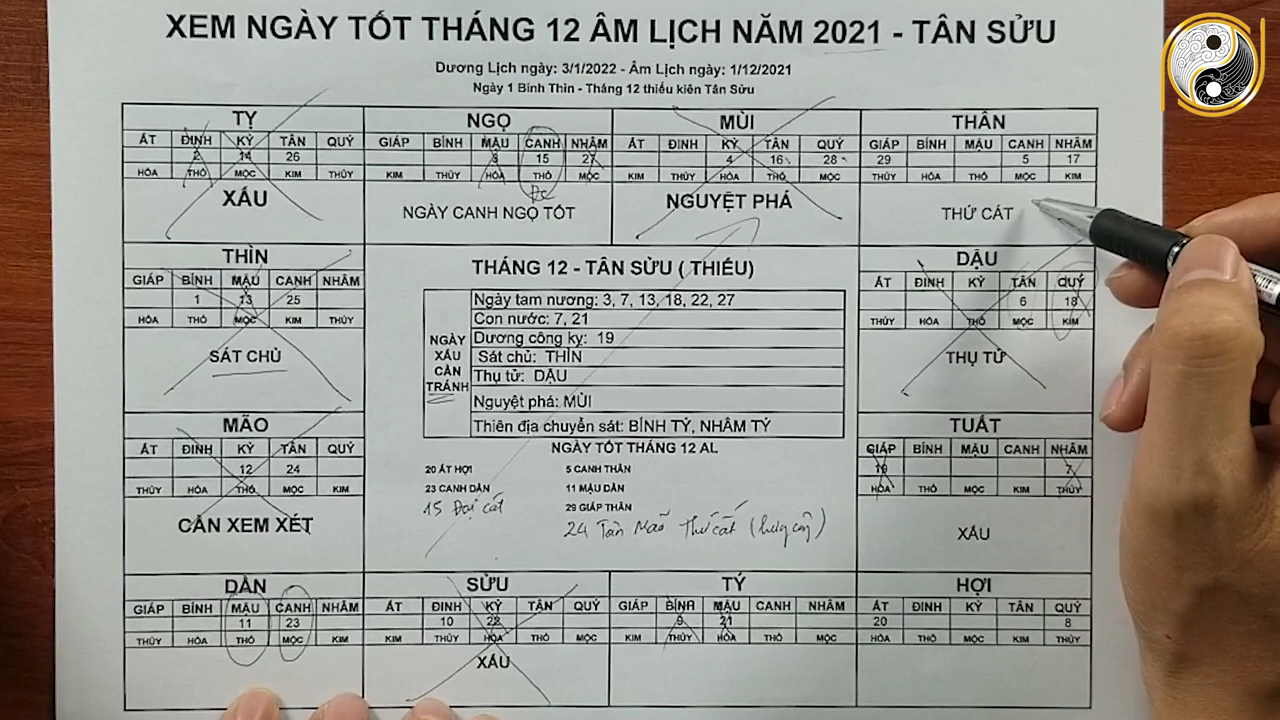 XEM NGÀY TỐT THÁNG 12 ÂM LỊCH NĂM 2021 - TÂN SỬU
Dương Lịch ngày: 3/1/2022 - Âm Lịch ngày: 1/12/2021
Ngày 1 Bính Thìn - Tháng 12 thiếu kiên Tân Sửu
TỴ
ẤT ĐINH KỶ TÂN QUÝ
2 14 26
HỎA THỔ MỘC KIM THỦY
XẤU
NGỌ
GIÁP BÍNH MẬU CANH NHÂM
3 15 27
KIM THỦY HỎA THỔ MỘC
NGÀY CANH NGỌ TỐT
MÙI
ẤT ĐINH KỶ TÂN QUÝ
4 16 28
KIM THỦY HỎA THỔ MỘC
NGUYỆT PHÁ
THÂN
GIÁP BÍNH MẬU CANH NHÂM
29 5 17
THỦY HỎA THỔ MỘC KIM
THỨ CÁT
THÌN
GIÁP BÍNH MẬU CANH NHÂM
1 13 25
HỎA THỔ MỘC KIM THỦY
SÁT CHỦ
THÁNG 12 - TÂN SỬU ( THIẾU)
NGÀY XẤU CẦN TRÁNH
Ngày tam nương: 3, 7, 13, 18, 22, 27
Con nước: 7, 21
Dương công kỵ: 19
Sát chủ: THÌN
Thụ tử: DẬU
Nguyệt phá: MÙI
Thiên địa chuyển sát: BÍNH TÝ, NHÂM TÝ
NGÀY TỐT THÁNG 12 AL
20 ẤT HỢI 5 CANH THÂN
23 CANH DẦN 11 MẬU DẦN
15 Đại cát 29 GIÁP THÂN
24 Tân Mão Thứ cát
DẬU
ẤT ĐINH KỶ TÂN QUÝ
6 18
THỦY HỎA THỔ MỘC KIM
THỤ TỬ
MÃO
ẤT ĐINH KỶ TÂN QUÝ
12 24
THỦY HỎA THỔ MỘC KIM
CẦN XEM XÉT
TUẤT
GIÁP BÍNH MẬU CANH NHÂM
19 7
HỎA THỔ MỘC KIM THỦY
XẤU
DẦN
GIÁP BÍNH MẬU CANH NHÂM
11 23
THỦY HỎA THỔ MỘC KIM
SỬU
ẤT ĐINH KỶ TÂN QUÝ
10 22
KIM THỦY HỎA THỔ MỘC
XẤU
TÝ
GIÁP BÍNH MẬU CANH NHÂM
9 21
KIM THỦY HỎA THỔ MỘC
HỢI
ẤT ĐINH KỶ TÂN QUÝ
20 8
HỎA THỔ MỘC KIM THỦY